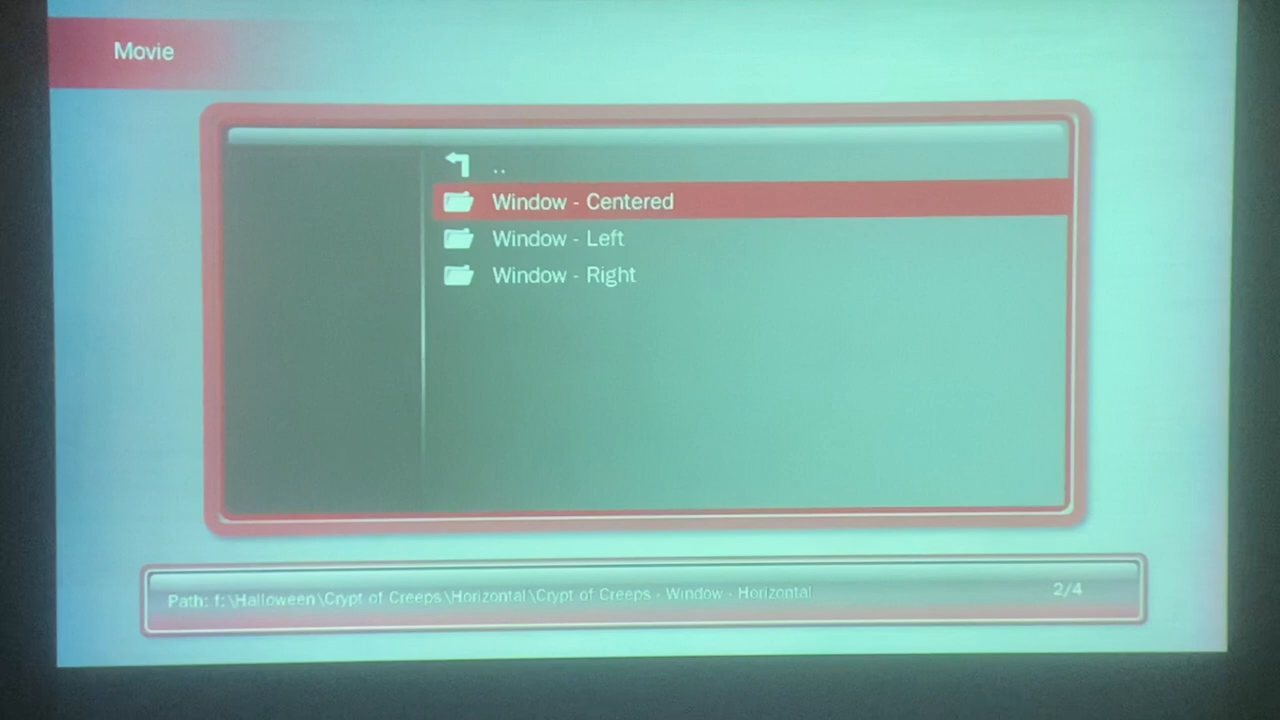 Movie
..
Window - Centered
Window - Left
Window - Right
Path: f:\Halloween\Crypt of Creeps\Horizontal\Crypt of Creeps - Window - Horizontal
2/4